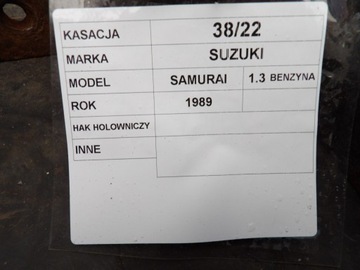 KASACJA 38/22
MARKA SUZUKI
MODEL SAMURAI 1.3 BENZYNA
ROK 1989
HAK HOLOWNICZY
INNE